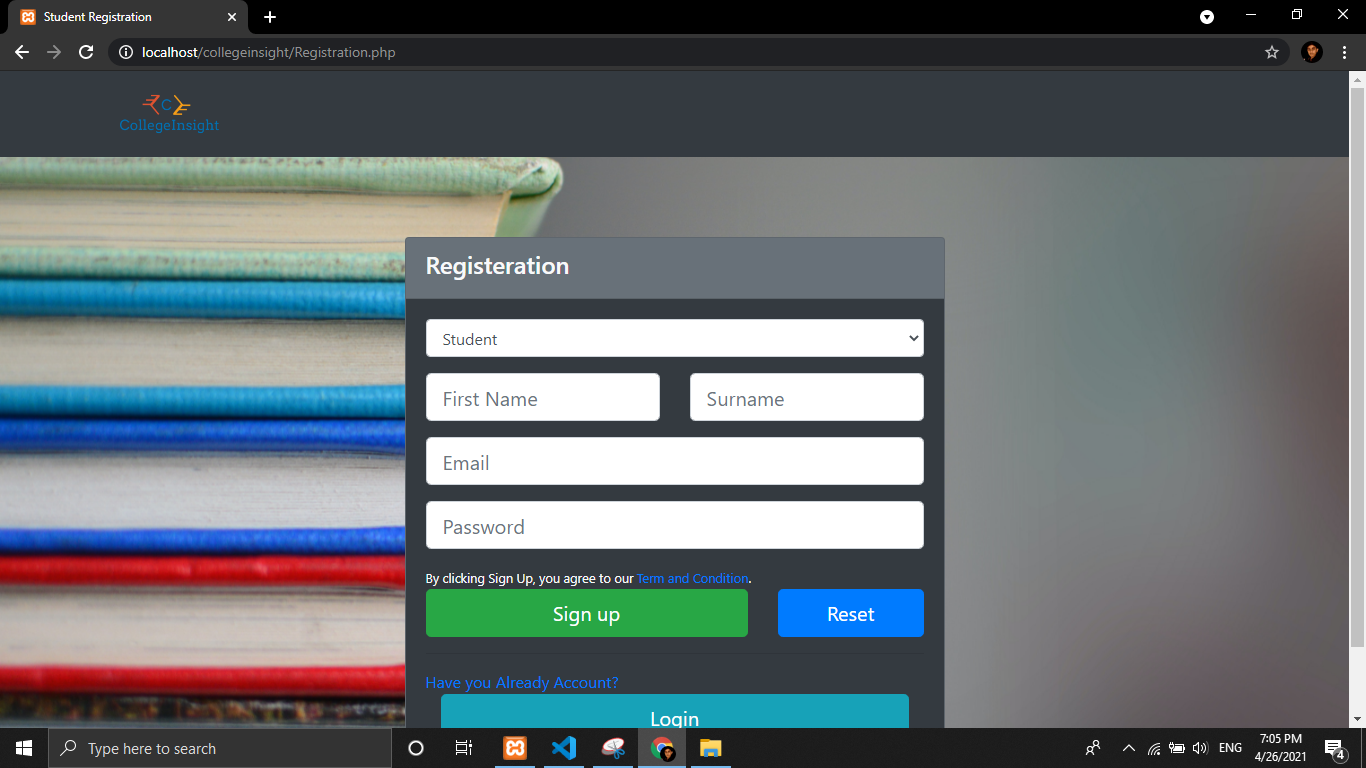 Student Registration
localhost/collegeinsight/Registration.php
C
CollegeInsight
Registeration
Student
First Name Surname
Email
Password
By clicking Sign Up, you agree to our Term and Condition.
Sign up Reset
Have you Already Account?
Login
Type here to search
ENG
7:05 PM
4/26/2021
4